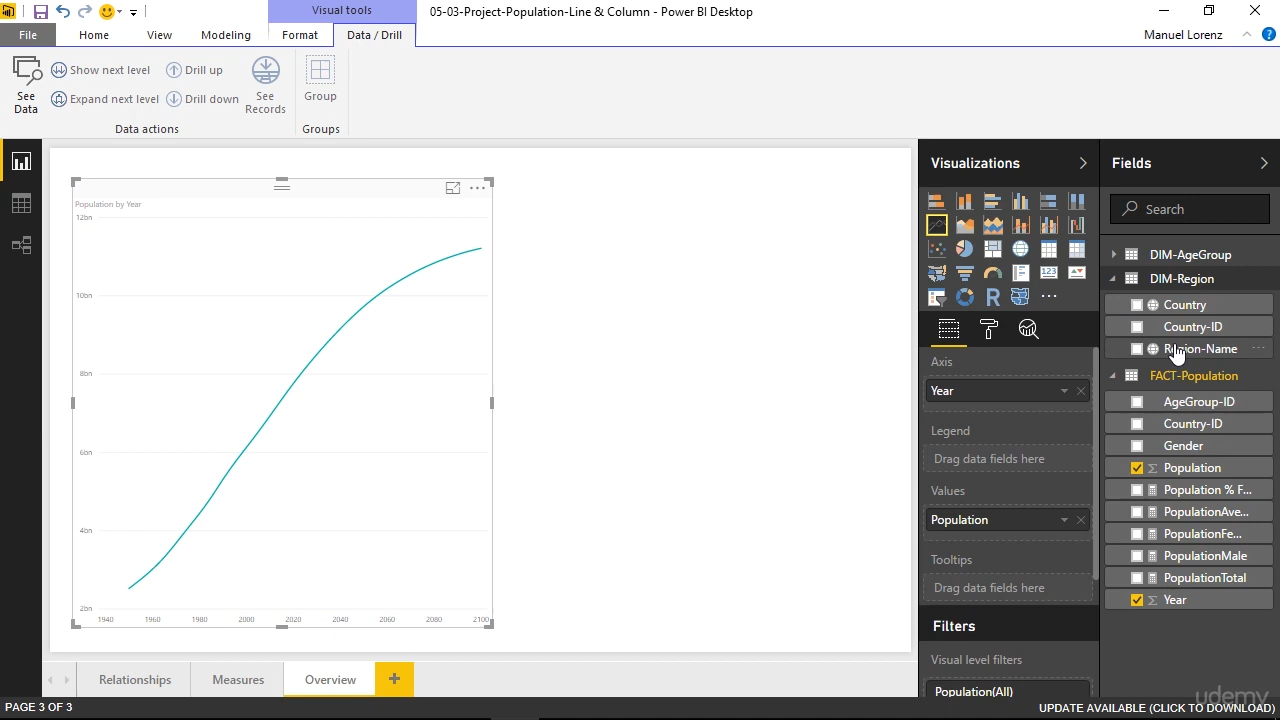 Visual tools
05-03-Project-Population-Line & Column - Power BI Desktop
File Home View Modeling Format Data / Drill Manuel Lorenz
See Data
Show next level
Expand next level
Drill up
Drill down
See Records
Data actions
Group
Groups
Population by Year
12bn
10bn
8bn
6bn
4bn
2bn
1940 1960 1980 2000 2020 2040 2060 2080 2100
Visualizations
Axis
Year
Legend
Drag data fields here
Values
Population
Tooltips
Drag data fields here
Filters
Visual level filters
Population(All)
Fields
Search
DIM-AgeGroup
DIM-Region
Country
Country-ID
Region-Name
FACT-Population
AgeGroup-ID
Country-ID
Gender
Population
Population % F...
PopulationAve...
PopulationFe...
PopulationMale
PopulationTotal
Year
Relationships Measures Overview +
PAGE 3 OF 3
udemy
UPDATE AVAILABLE (CLICK TO DOWNLOAD)